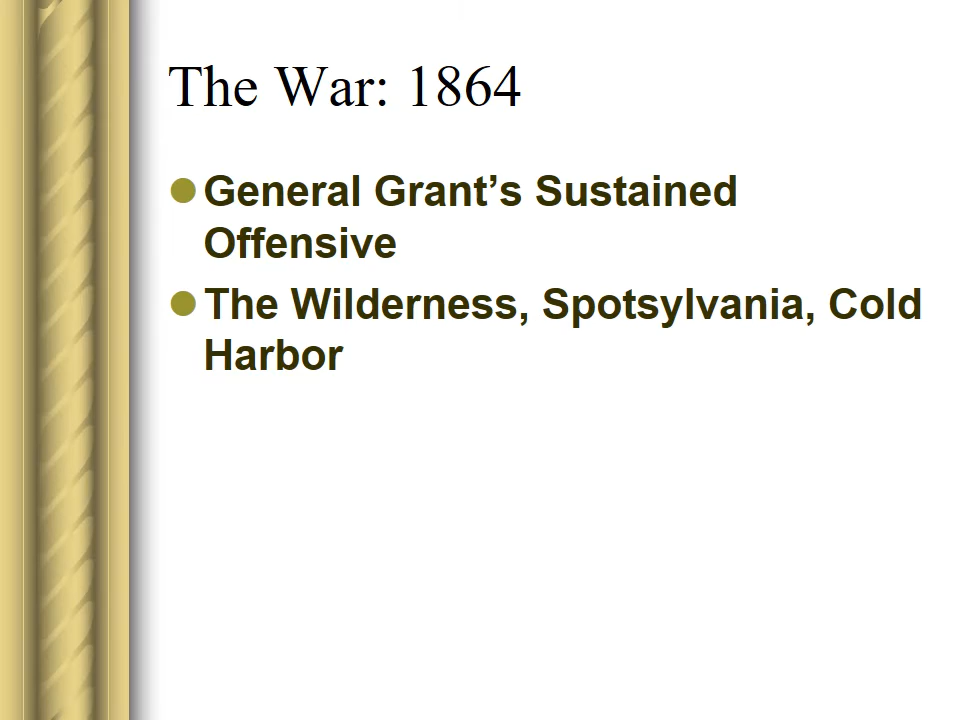 The War: 1864
General Grant’s Sustained
Offensive
The Wilderness, Spotsylvania, Cold
Harbor